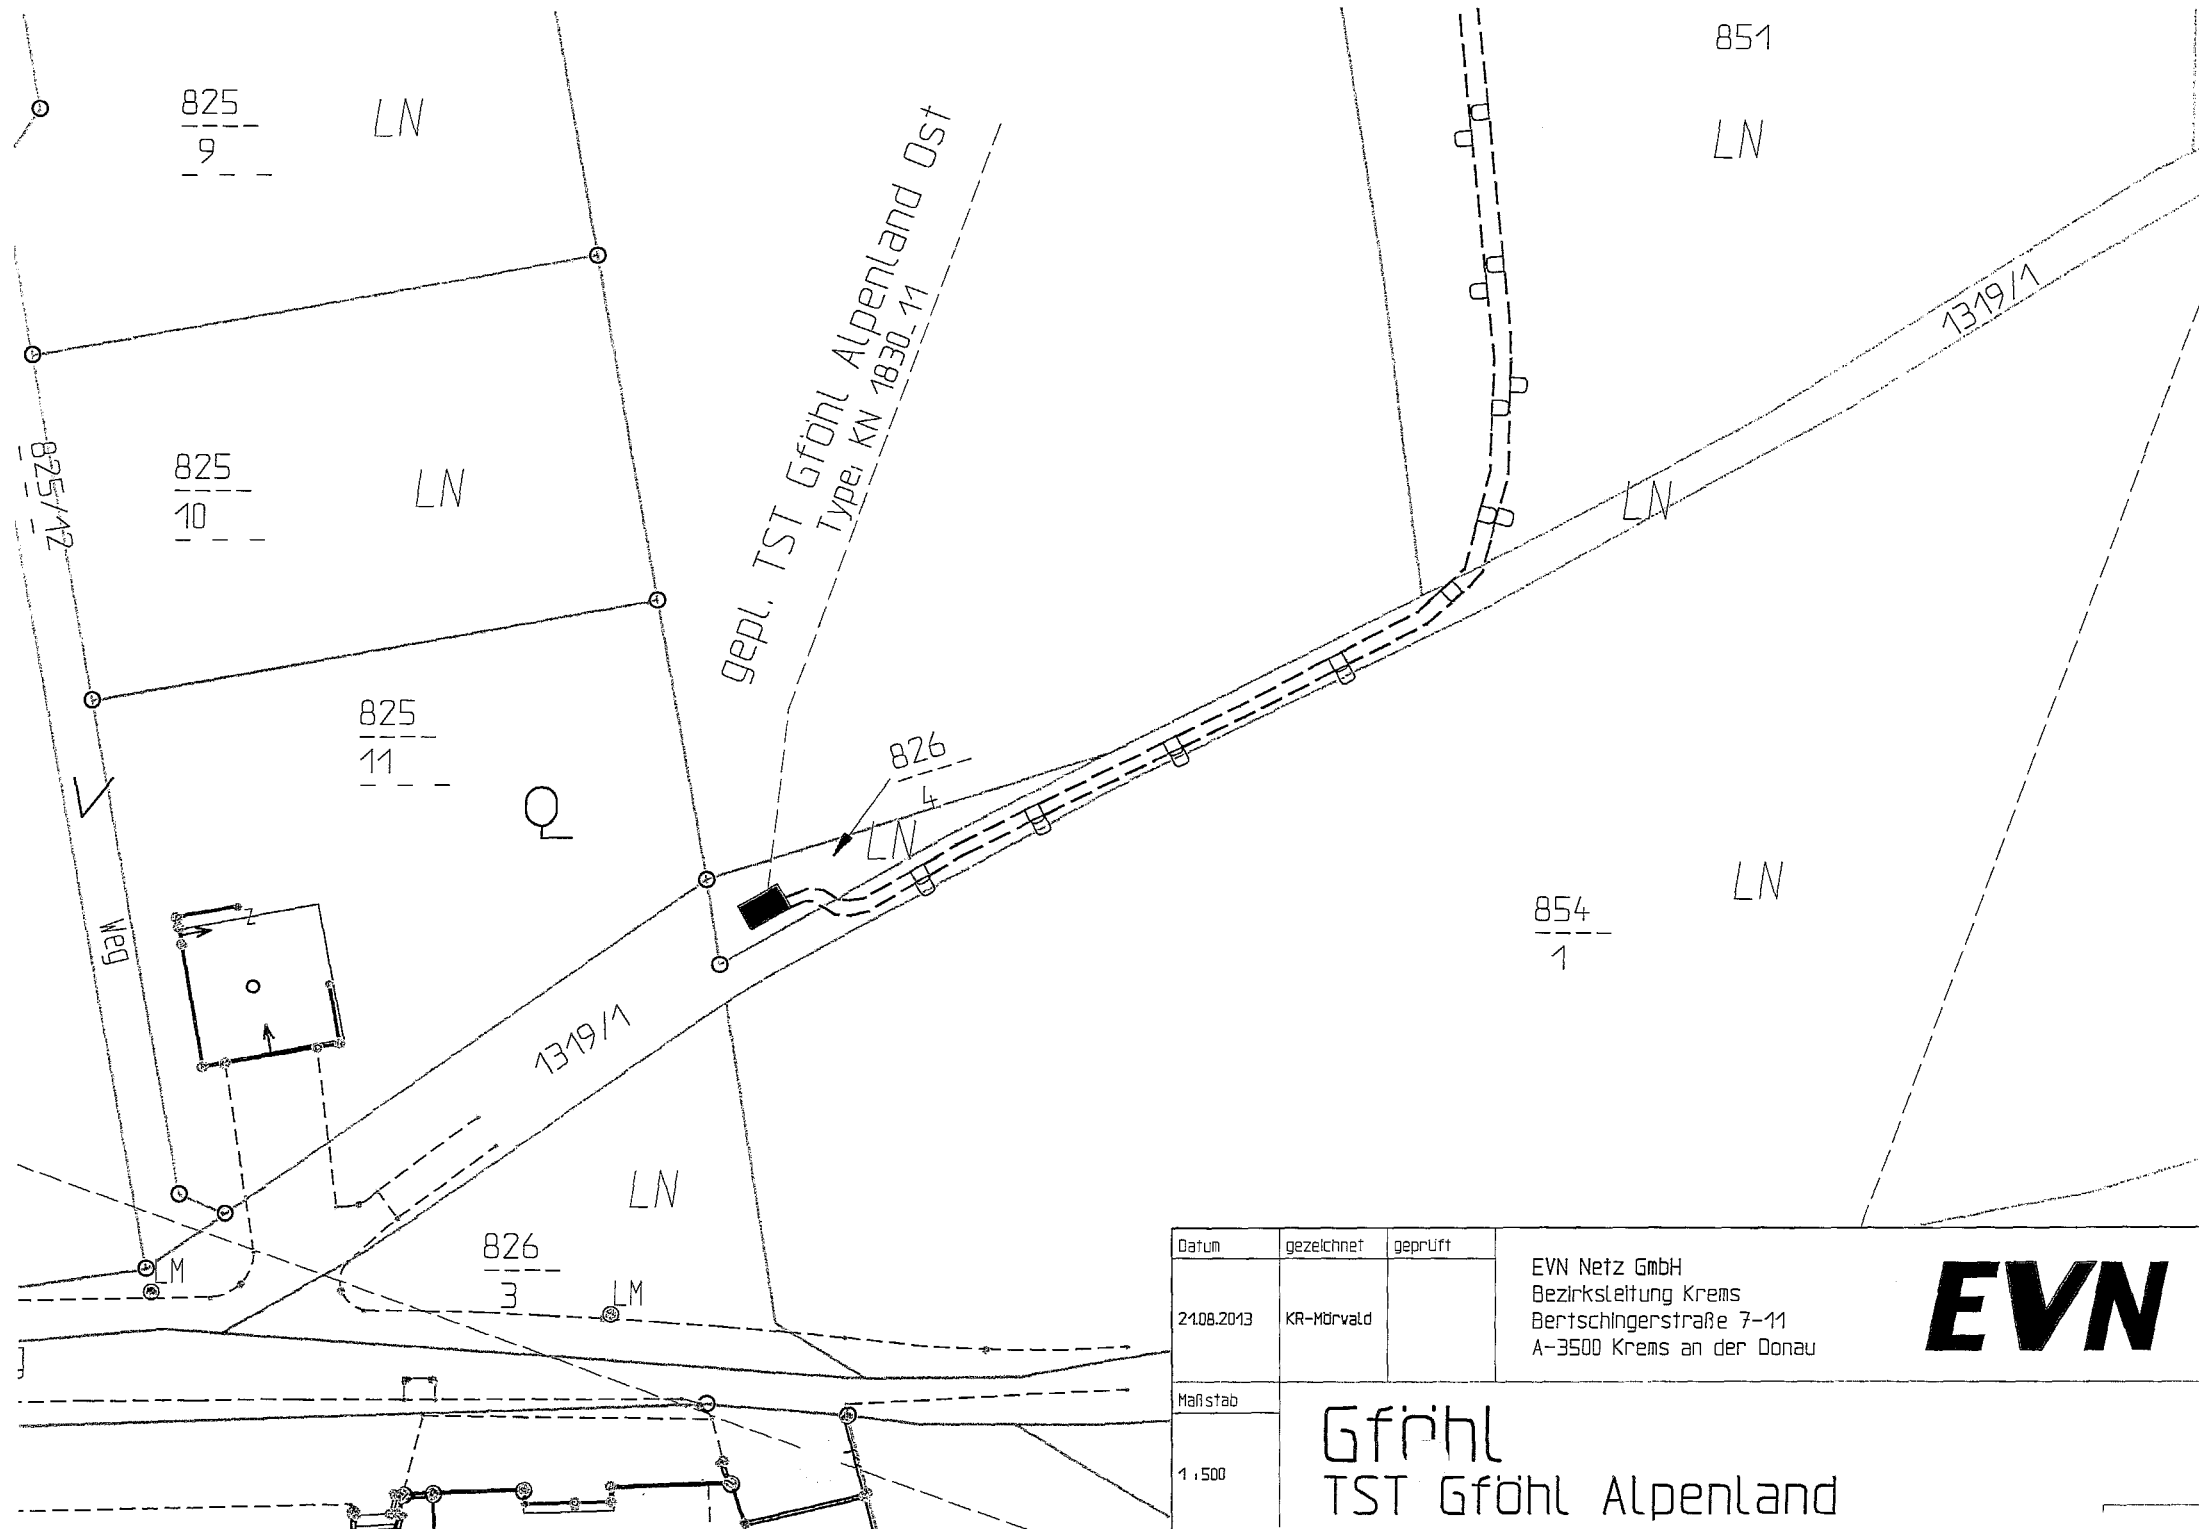 851
825
9
LN
LN
gepl. TST Gföhl Alpenland Ost
Type: KN 1830-11
1319/1
825/12
825
10
LN
LN
825
11
826
4
LN
LN
854
1
Weg
Z
1319/1
LN
826
3
LM
LM
Datum
gezeichnet
geprüft
21.08.2013
KR-Mörvald
EVN Netz GmbH
Bezirksleitung Krems
Bertschingerstraße 7-11
A-3500 Krems an der Donau
EVN
Maßstab
1:500
Gföhl
TST Gföhl Alpenland